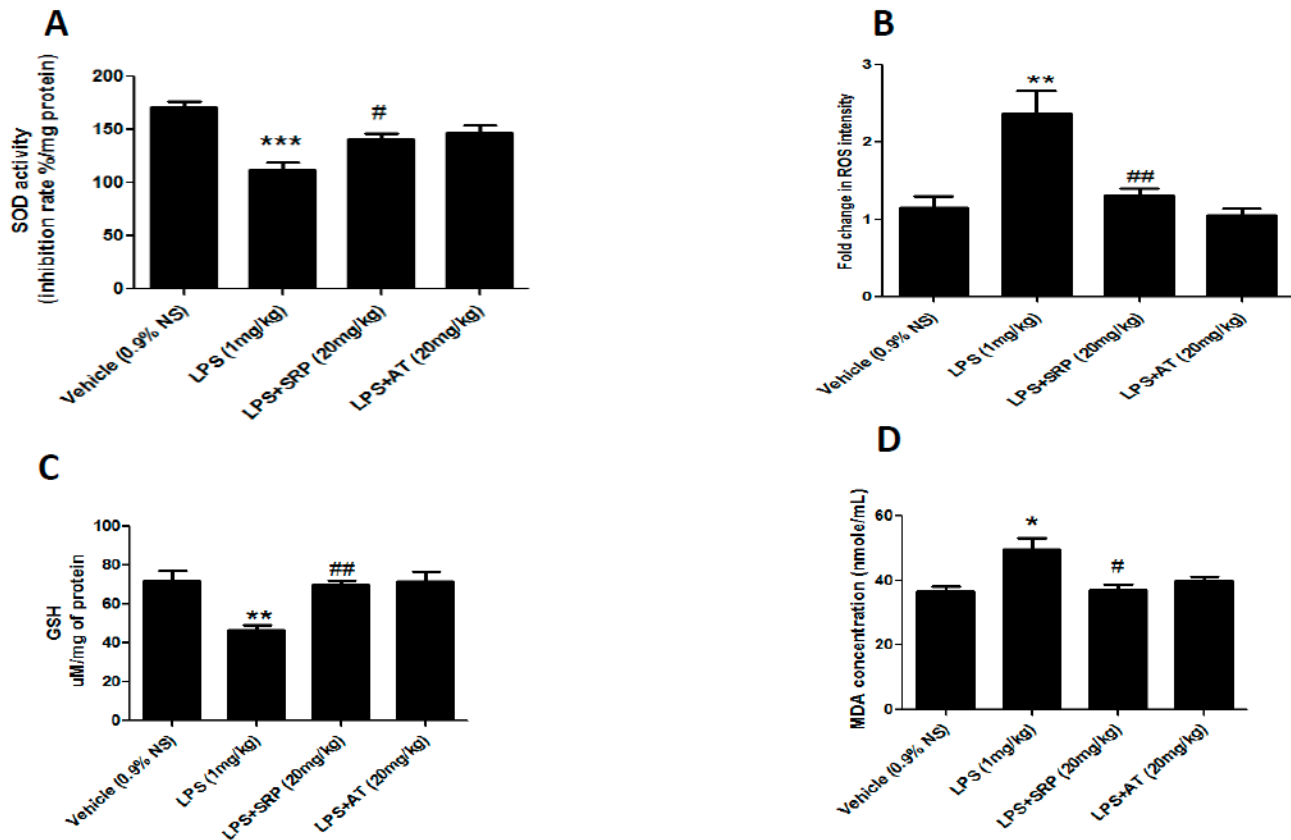 A
SOD activity
(inhibition rate %/mg protein)
200
150
100
50
0
***
#
Vehicle (0.9% NS)
LPS (1mg/kg)
LPS+SRP (20mg/kg)
LPS+AT (20mg/kg)
B
Fold change in ROS intensity
3
2
1
0
**
##
Vehicle (0.9% NS)
LPS (1mg/kg)
LPS+SRP (20mg/kg)
LPS+AT (20mg/kg)
C
GSH
uM/mg of protein
100
80
60
40
20
0
**
##
Vehicle (0.9% NS)
LPS (1mg/kg)
LPS+SRP (20mg/kg)
LPS+AT (20mg/kg)
D
MDA concentration (nmole/mL)
60
40
20
0
*
#
Vehicle (0.9% NS)
LPS (1mg/kg)
LPS+SRP (20mg/kg)
LPS+AT (20mg/kg)